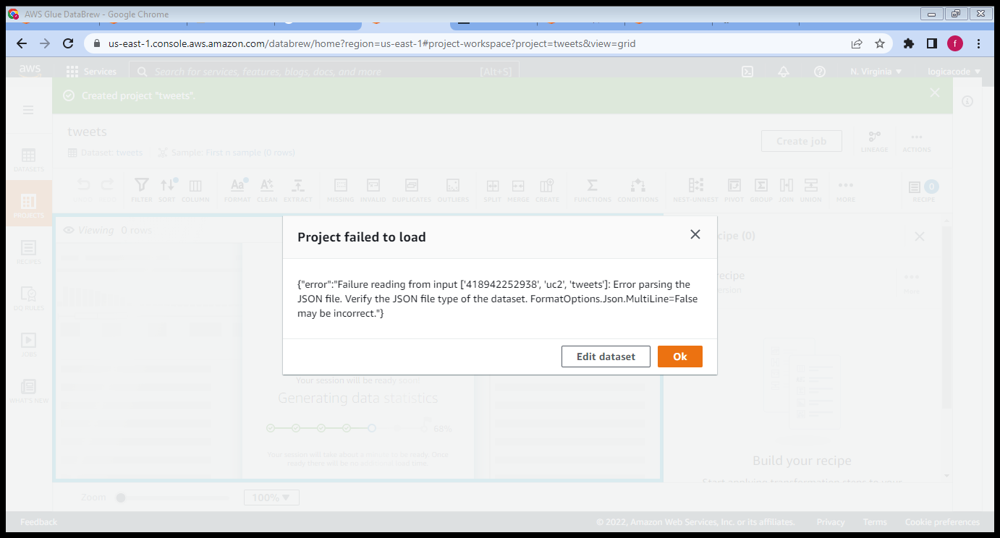 AWS Glue DataBrew - Google Chrome
us-east-1.console.aws.amazon.com/databrew/home?region=us-east-1#project-workspace?project=tweets&view=grid
f
aws
Services
Search for services, features, blogs, docs, and more
[Alt+S]
N. Virginia ▼
logicacode ▼
Created project "tweets".
tweets
Dataset: tweets
Sample: First n sample (0 rows)
Create job
LINEAGE
ACTIONS
DATASETS
PROJECTS
RECIPES
DQ RULES
JOBS
WHAT'S NEW
FILTER
SORT
COLUMN
FORMAT
CLEAN
EXTRACT
MISSING
INVALID
DUPLICATES
OUTLIERS
SPLIT
MERGE
CREATE
FUNCTIONS
CONDITIONS
NEST-UNNEST
PIVOT
GROUP
JOIN
UNION
MORE
0
RECIPE
Viewing 0 rows
cipe (0)
recipe
ersion
More
Project failed to load
{"error":"Failure reading from input ['418942252938', 'uc2', 'tweets']: Error parsing the
JSON file. Verify the JSON file type of the dataset. FormatOptions.Json.MultiLine=False
may be incorrect."}
Edit dataset
Ok
Your session will be ready soon!
Generating data statistics
68%
Your session will take about a minute to be ready. Once
ready there will be no additional load time.
Build your recipe
Start applying transformation steps to your
Zoom
100% ▼
Feedback
© 2022, Amazon Web Services, Inc. or its affiliates.
Privacy
Terms
Cookie preferences